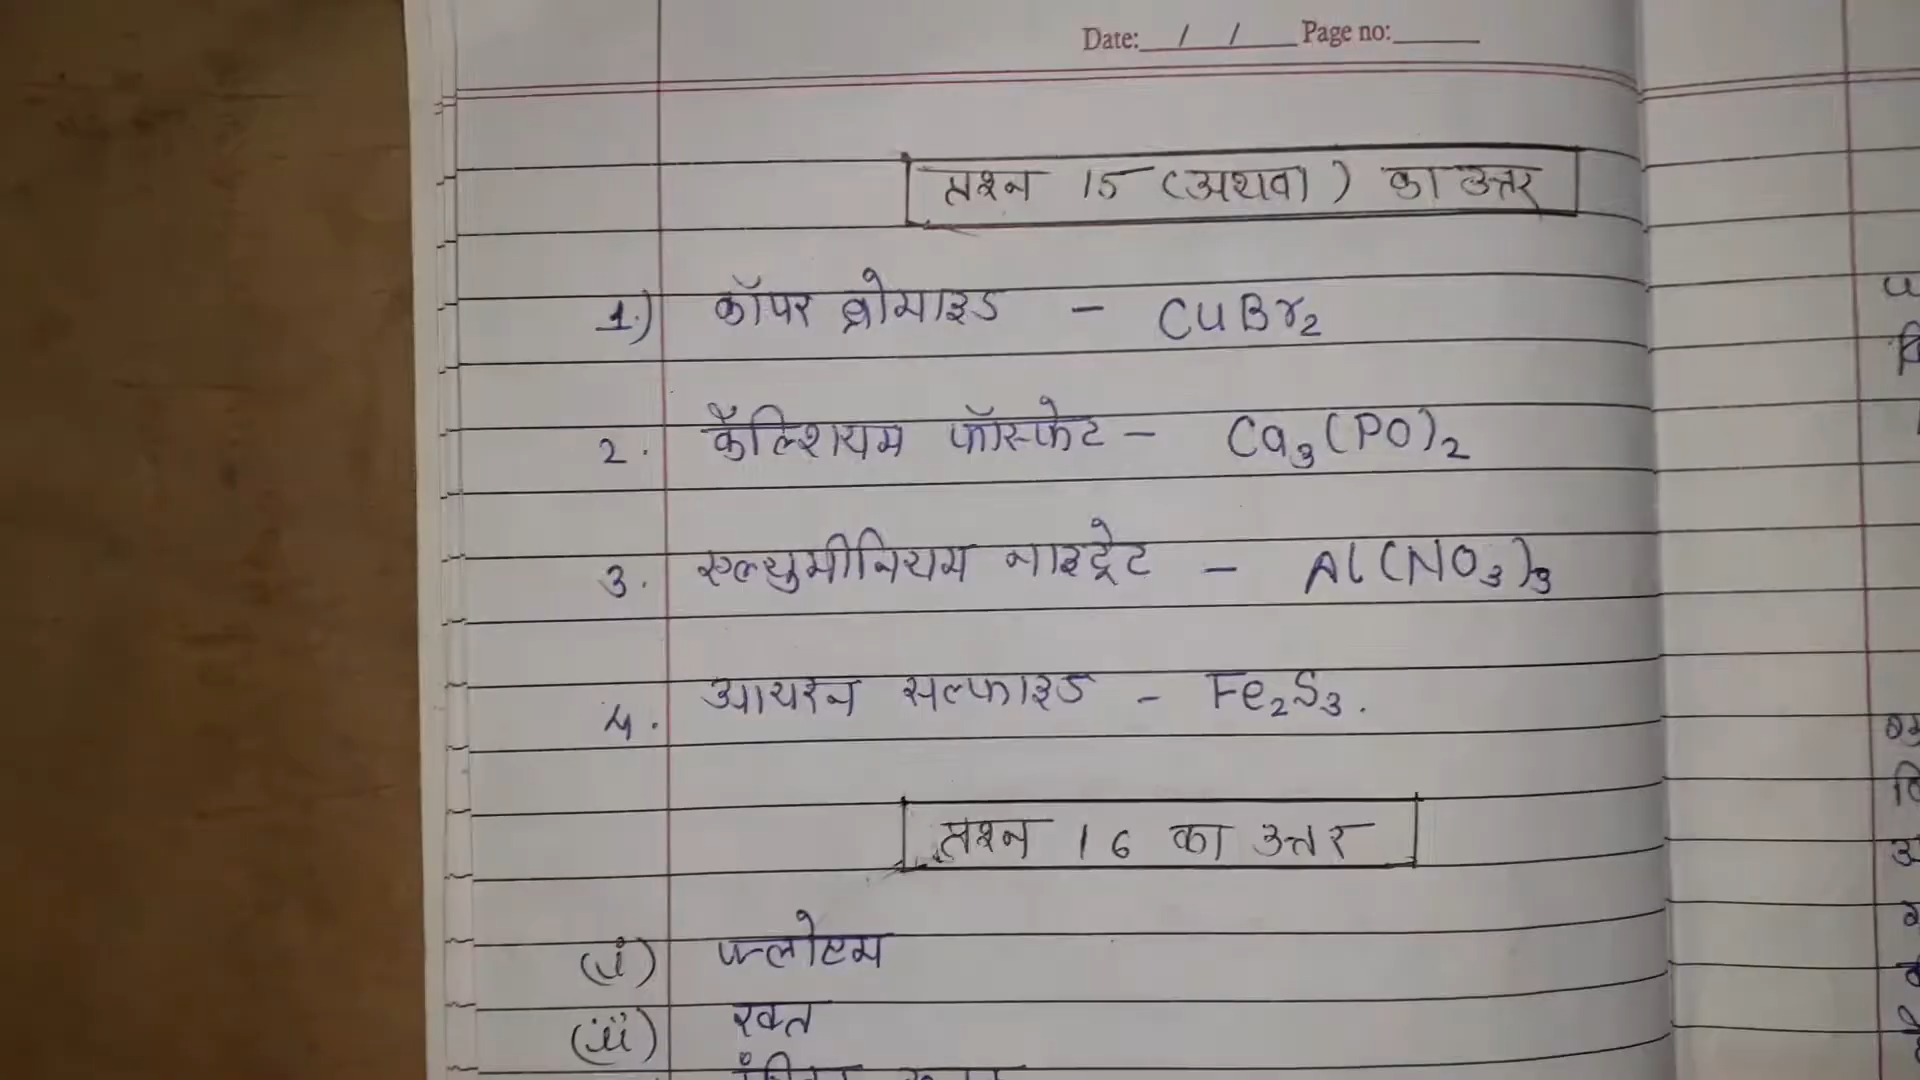 Date: / / Page no:
प्रश्न 15 (अथवा) का उत्तर
1.) कॉपर ब्रोमाइड - CuBr₂
2. कैल्शियम फॉस्फेट - Ca₃(PO)₂
3. एल्युमीनियम नाइट्रेट - Al(NO₃)₃
4. आयरन सल्फाइड - Fe₂S₃.
प्रश्न 16 का उत्तर
(i) फ्लोएम
(ii) रक्त